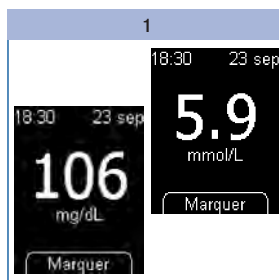 1
18:30 23 sep
106
mg/dL
Marquer
18:30 23 sep
5.9
mmol/L
Marquer